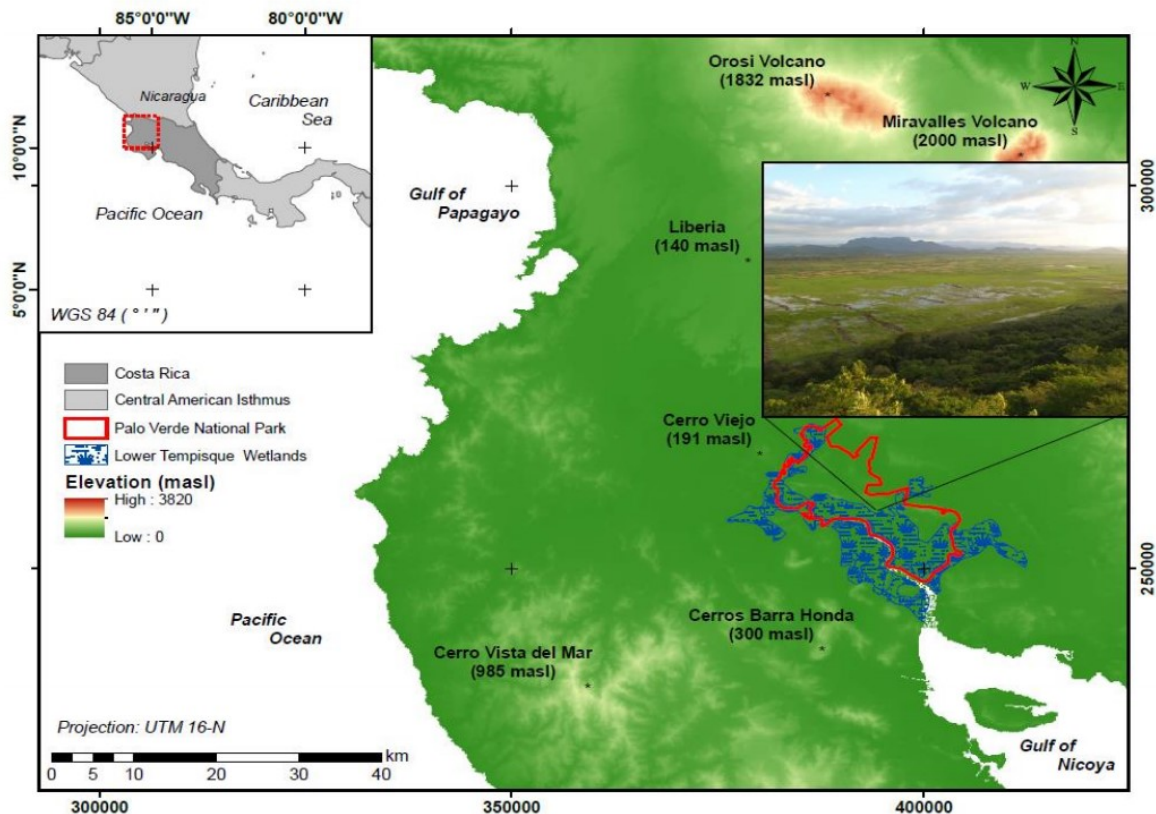 85°0'0"W 80°0'0"W
10°0'0"N
5°0'0"N
Nicaragua
Caribbean
Sea
Pacific Ocean
WGS 84 ( ° ' " )
Orosi Volcano
(1832 masl)
N
W E
S
Miravalles Volcano
(2000 masl)
Gulf of
Papagayo
Liberia
(140 masl)
300000
Costa Rica
Central American Isthmus
Palo Verde National Park
Lower Tempisque Wetlands
Elevation (masl)
High : 3820
Low : 0
Cerro Viejo
(191 masl)
250000
Pacific
Ocean
Cerros Barra Honda
(300 masl)
Cerro Vista del Mar
(985 masl)
Projection: UTM 16-N
km
0 5 10 20 30 40
Gulf of
Nicoya
300000 350000 400000